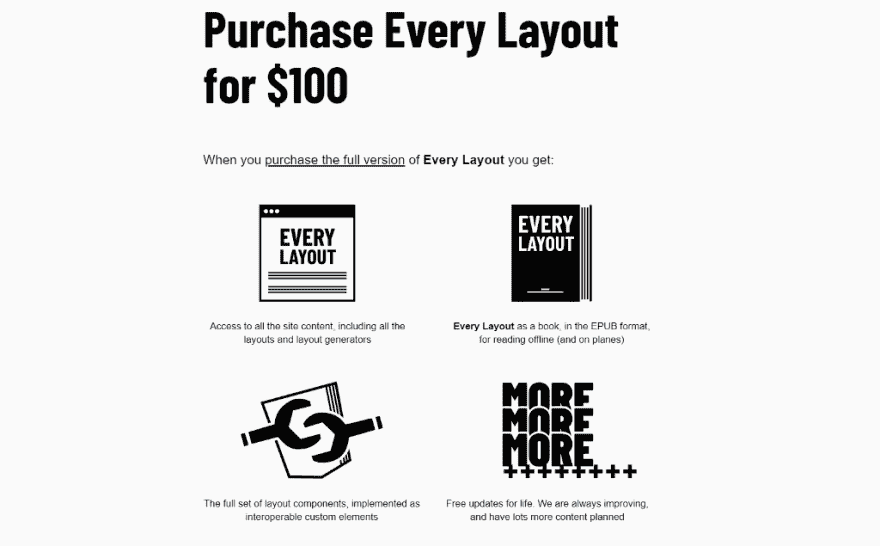 Purchase Every Layout
for $100
When you purchase the full version of Every Layout you get:
EVERY
LAYOUT
EVERY
LAYOUT
Access to all the site content, including all the
layouts and layout generators
Every Layout as a book, in the EPUB format,
for reading offline (and on planes)
MORE
MORE
MORE
++++++++
The full set of layout components, implemented as
interoperable custom elements
Free updates for life. We are always improving,
and have lots more content planned